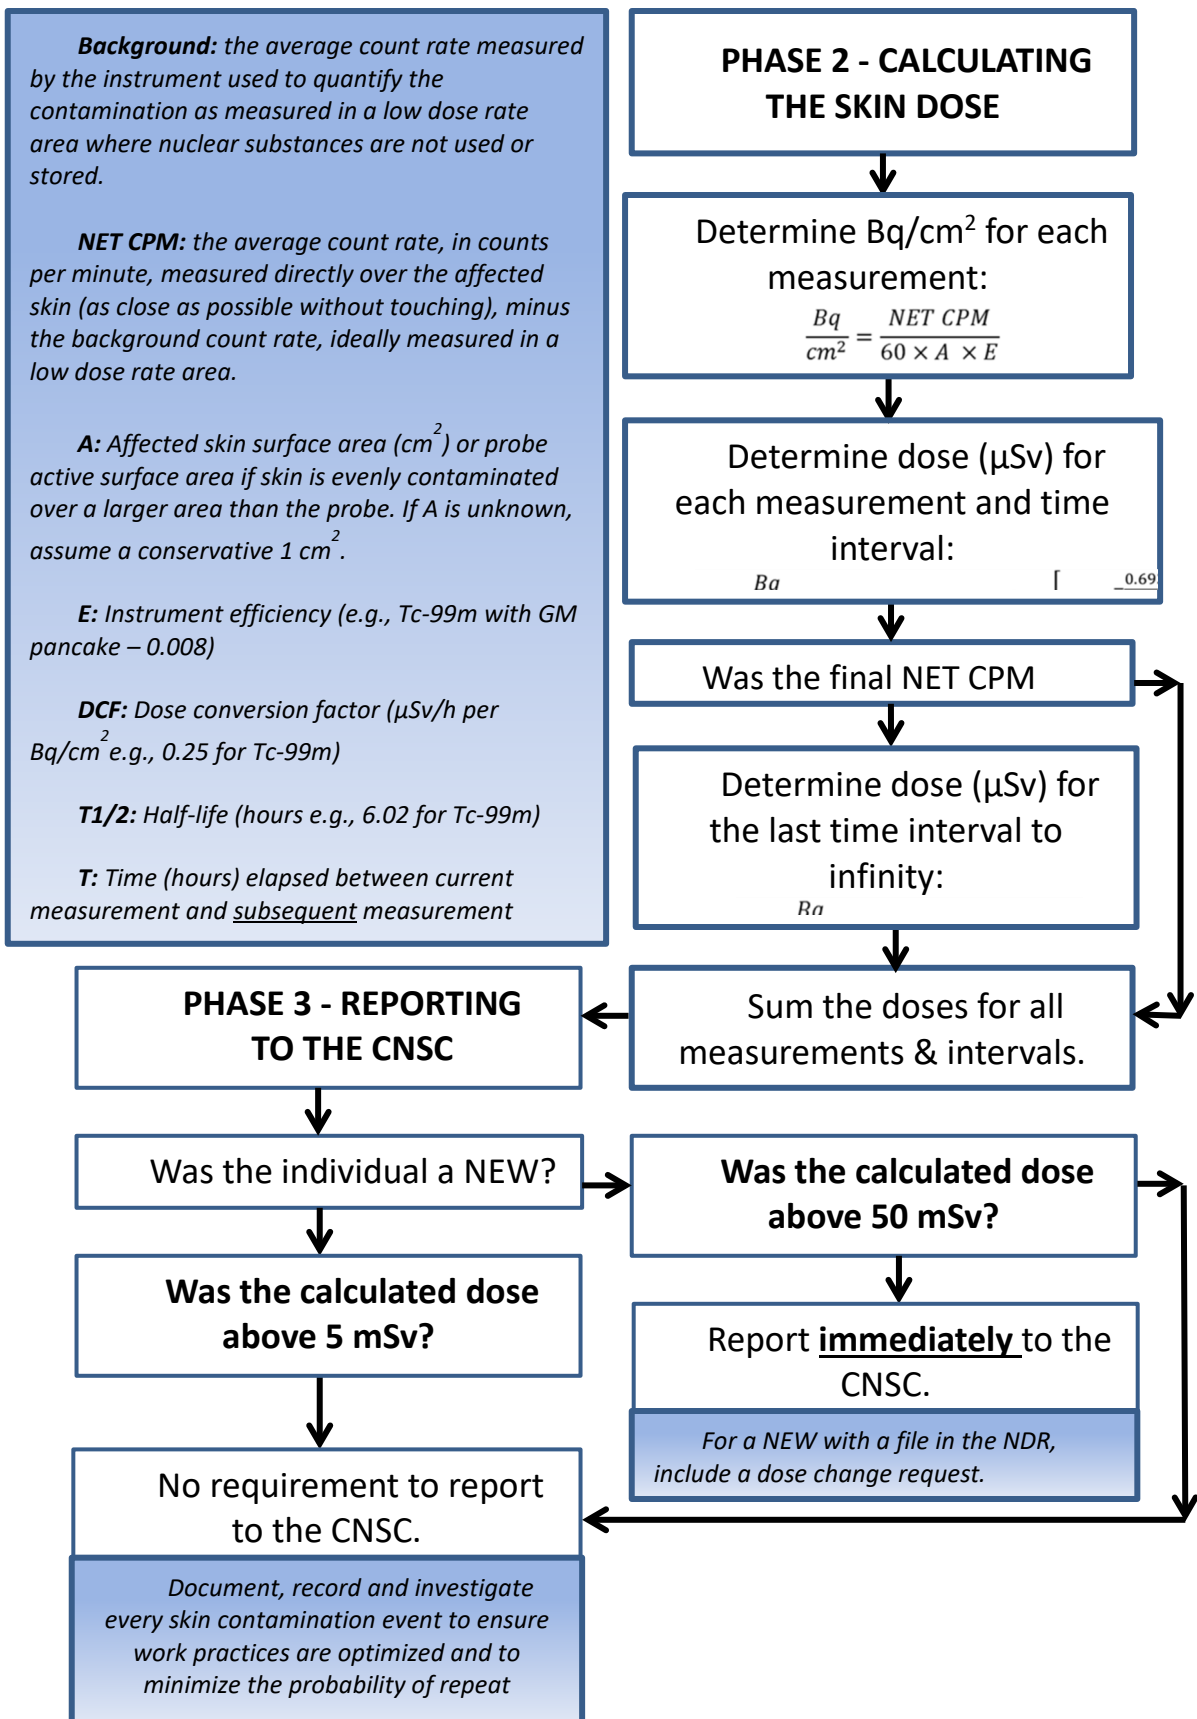 Background: the average count rate measured
by the instrument used to quantify the
contamination as measured in a low dose rate
area where nuclear substances are not used or
stored.
NET CPM: the average count rate, in counts
per minute, measured directly over the affected
skin (as close as possible without touching), minus
the background count rate, ideally measured in a
low dose rate area.
A: Affected skin surface area (cm²) or probe
active surface area if skin is evenly contaminated
over a larger area than the probe. If A is unknown,
assume a conservative 1 cm².
E: Instrument efficiency (e.g., Tc-99m with GM
pancake – 0.008)
DCF: Dose conversion factor (µSv/h per
Bq/cm²e.g., 0.25 for Tc-99m)
T1/2: Half-life (hours e.g., 6.02 for Tc-99m)
T: Time (hours) elapsed between current
measurement and subsequent measurement
PHASE 2 - CALCULATING
THE SKIN DOSE
Determine Bq/cm² for each
measurement:
Bq/cm² = NET CPM/60 × A × E
Determine dose (µSv) for
each measurement and time
interval:
Bq [ -0.69
Was the final NET CPM
Determine dose (µSv) for
the last time interval to
infinity:
Bq
Sum the doses for all
measurements & intervals.
PHASE 3 - REPORTING
TO THE CNSC
Was the individual a NEW?
Was the calculated dose
above 50 mSv?
Was the calculated dose
above 5 mSv?
Report immediately to the
CNSC.
For a NEW with a file in the NDR,
include a dose change request.
No requirement to report
to the CNSC.
Document, record and investigate
every skin contamination event to ensure
work practices are optimized and to
minimize the probability of repeat